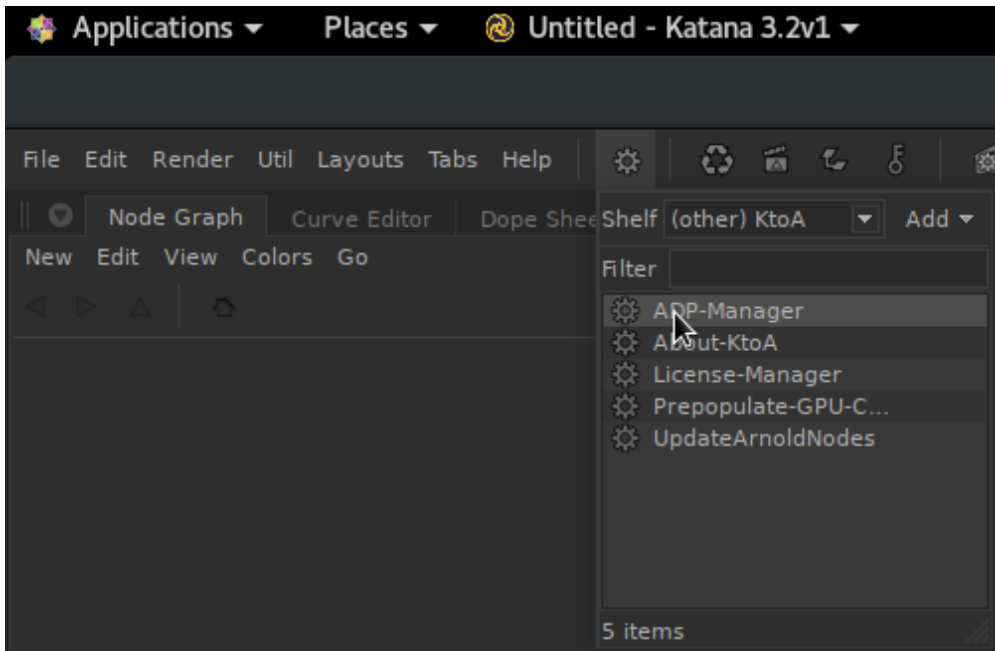 Applications Places Untitled - Katana 3.2v1
File Edit Render Util Layouts Tabs Help
Node Graph Curve Editor Dope Shee
New Edit View Colors Go
Shelf (other) KtoA Add
Filter
ADP-Manager
About-KtoA
License-Manager
Prepopulate-GPU-C...
UpdateArnoldNodes
5 items